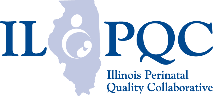 IL PQC
Illinois Perinatal
Quality Collaborative